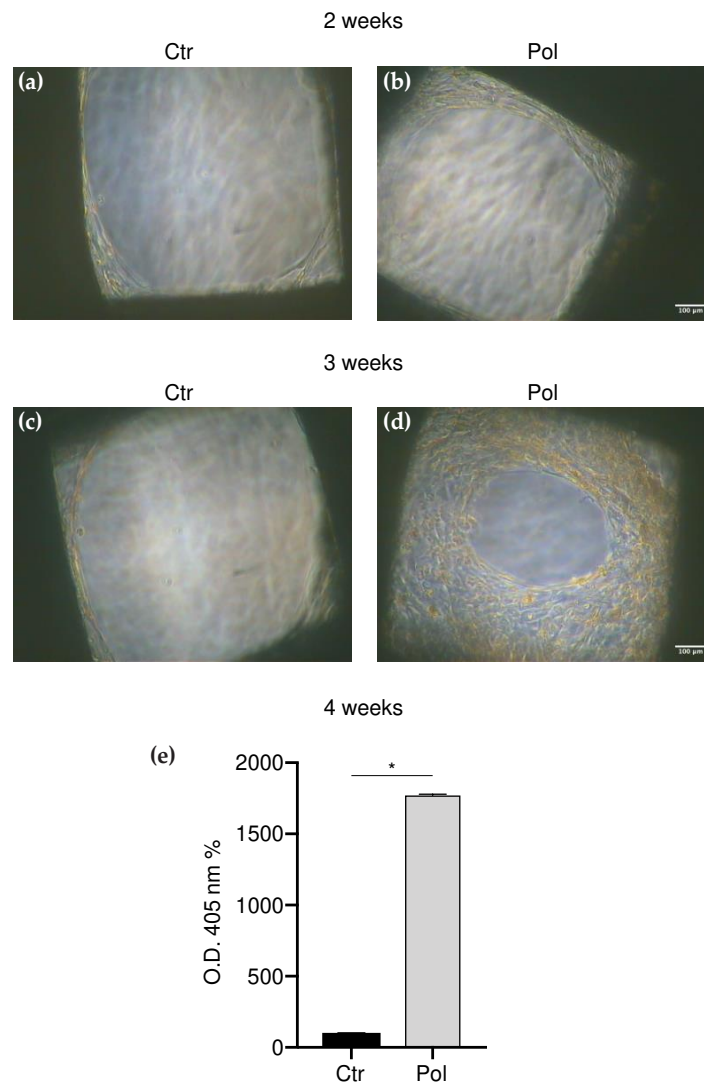 2 weeks
Ctr Pol
(a) (b)
100 µm
3 weeks
Ctr Pol
(c) (d)
100 µm
4 weeks
(e)
2000
*
1500
1000
500
0
O.D. 405 nm %
Ctr Pol